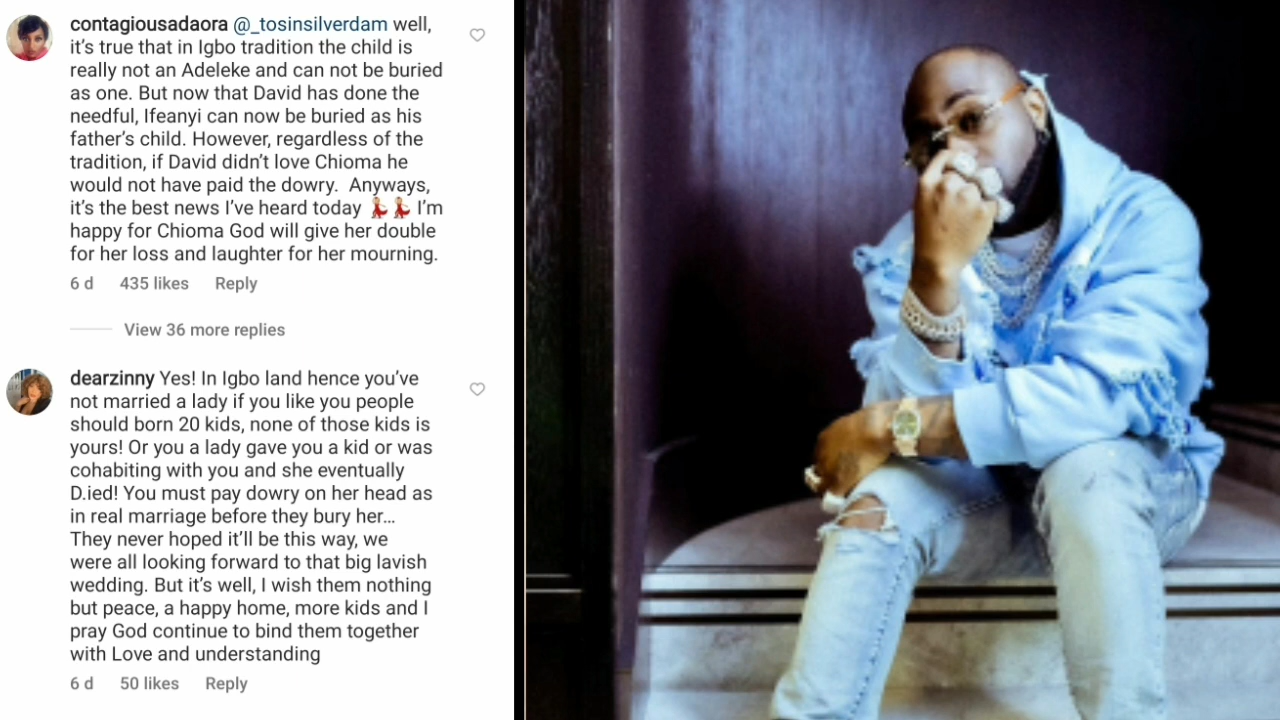 contagiousadaora @_tosinsilverdam well,
it's true that in Igbo tradition the child is
really not an Adeleke and can not be buried
as one. But now that David has done the
needful, Ifeanyi can now be buried as his
father's child. However, regardless of the
tradition, if David didn't love Chioma he
would not have paid the dowry.  Anyways,
it's the best news I've heard today 💃💃 I'm
happy for Chioma God will give her double
for her loss and laughter for her mourning.
6 d 435 likes Reply
View 36 more replies
dearzinny Yes! In Igbo land hence you've
not married a lady if you like you people
should born 20 kids, none of those kids is
yours! Or you a lady gave you a kid or was
cohabiting with you and she eventually
D.ied! You must pay dowry on her head as
in real marriage before they bury her…
They never hoped it'll be this way, we
were all looking forward to that big lavish
wedding. But it's well, I wish them nothing
but peace, a happy home, more kids and I
pray God continue to bind them together
with Love and understanding
6 d 50 likes Reply